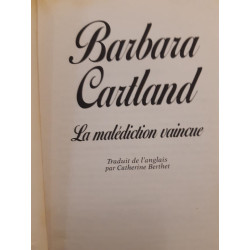 Barbara
Cartland
La malédiction vaincue
Traduit de l'anglais
par Catherine Berthet